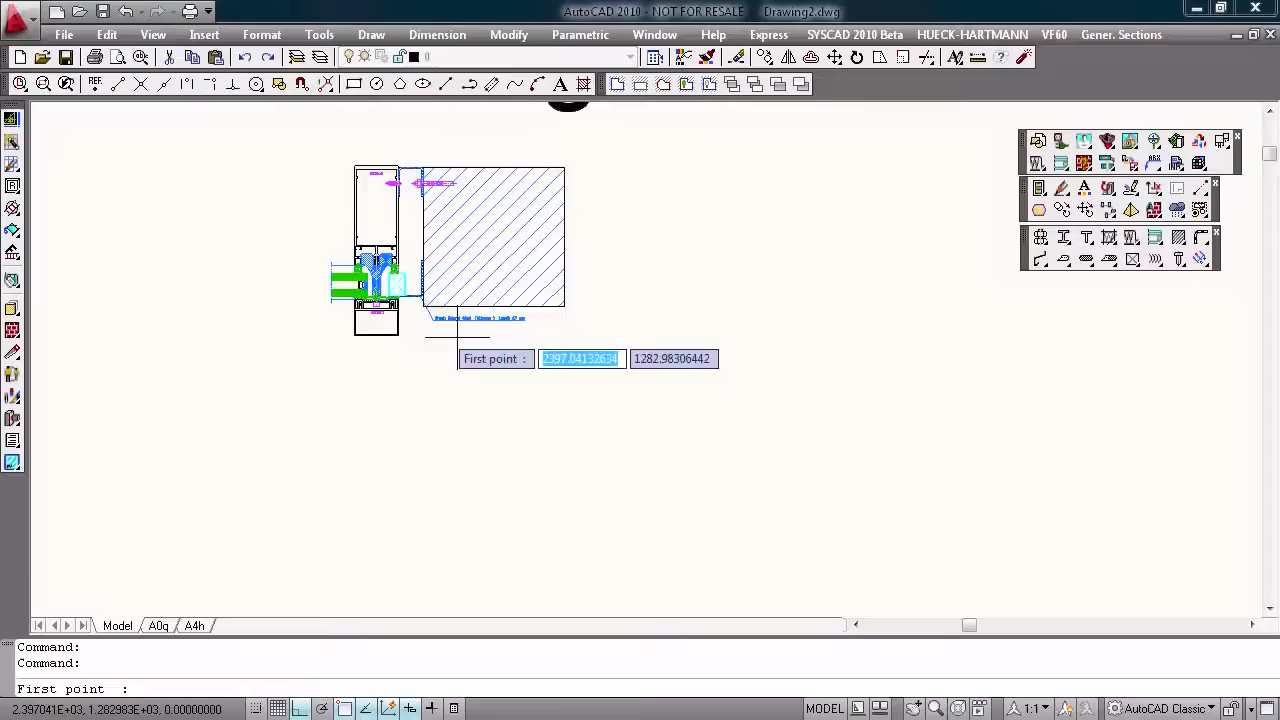 AutoCAD 2010 - NOT FOR RESALE Drawing2.dwg
File Edit View Insert Format Tools Draw Dimension Modify Parametric Window Help Express SYSCAD 2010 Beta HUECK-HARTMANN VF60 Gener. Sections
0
REF
A
First point : 2397.04132634 1282.98306442
Model A0q A4h
Command:
Command:
First point :
2.397041E+03, 1.282983E+03, 0.00000000 MODEL 1:1 AutoCAD Classic